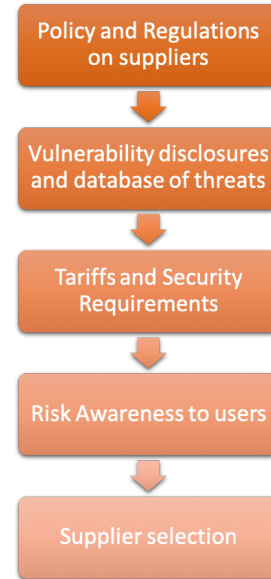 Policy and Regulations
on suppliers
Vulnerability disclosures
and database of threats
Tariffs and Security
Requirements
Risk Awareness to users
Supplier selection